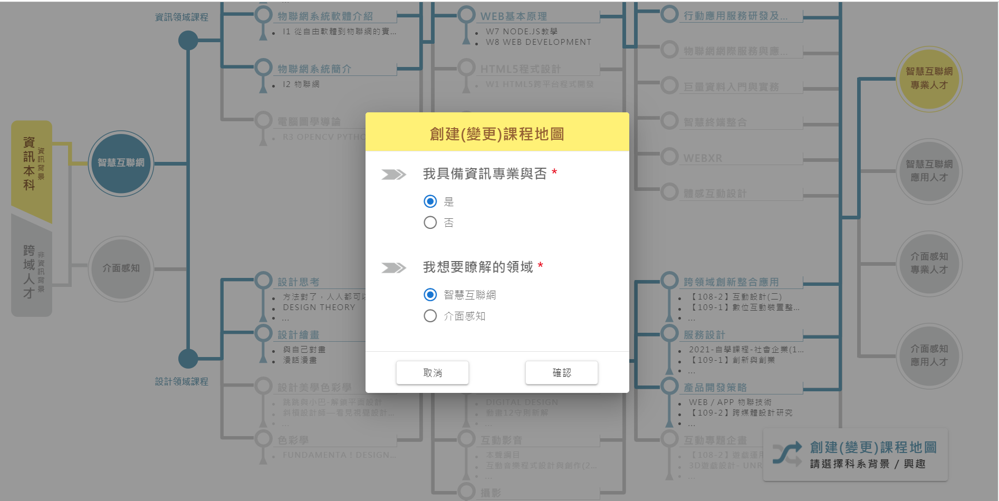 資訊領域課程
物聯網系統軟體介紹
I1 從自由軟體到物聯網的實...
物聯網系統簡介
I2 物聯網
電腦圖學導論
R3 OPENCV PYTHO
WEB基本原理
W7 NODE.JS教學
W8 WEB DEVELOPMENT
HTML5程式設計
W1 HTML5跨平台程式開發
行動應用服務研發及...
物聯網網際服務與應...
巨量資料入門與實務
智慧終端整合
WEBXR
體感互動設計
智慧互聯網
專業人才
智慧互聯網
應用人才
介面感知
專業人才
介面感知
應用人才
資訊本科
資訊背景
跨域人才
非資訊背景
智慧互聯網
介面感知
創建(變更)課程地圖
我具備資訊專業與否 *
是
否
我想要瞭解的領域 *
智慧互聯網
介面感知
取消
確認
設計領域課程
設計思考
方法對了，人人都可以
DESIGN THEORY
...
設計繪畫
與自己對畫
漫話漫畫
設計美學色彩學
跳跳與小巴-解鎖平面設計
斜槓設計師—看見視覺設計...
...
色彩學
FUNDAMENTA！DESIGN...
DIGITAL DESIGN
動畫12守則新解
...
互動影音
本聲綱目
互動音樂程式設計與創作(2...
...
攝影
跨領域創新整合應用
【108-2】互動設計(二)
【109-1】數位互動裝置整...
...
服務設計
2021-自學課程-社會企業(1...
【109-1】創新與創業
...
產品開發策略
WEB / APP 物聯技術
【109-2】跨媒體設計研究
...
互動專題企畫
【108-2】遊戲運用
3D遊戲設計- UNR
...
創建(變更)課程地圖
請選擇科系背景 / 興趣